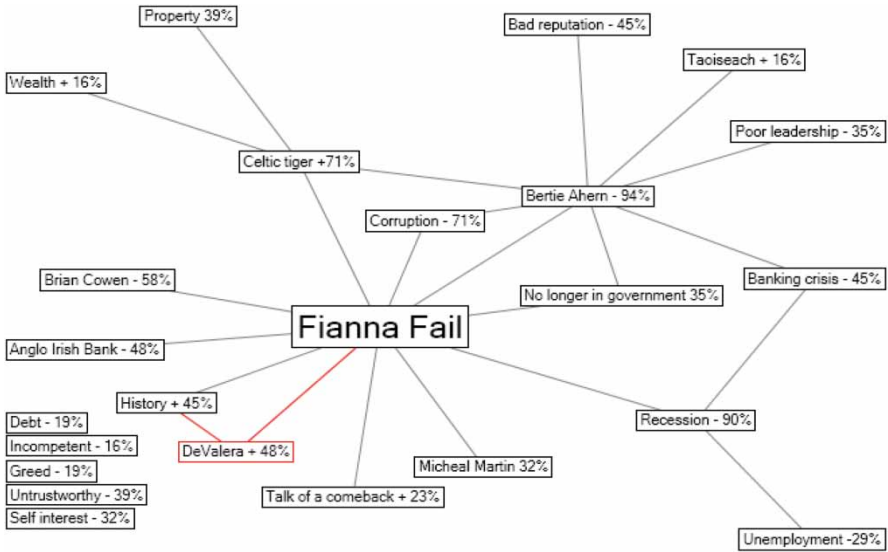 Property 39%
Bad reputation - 45%
Taoiseach + 16%
Wealth + 16%
Poor leadership - 35%
Celtic tiger +71%
Bertie Ahern - 94%
Corruption - 71%
Brian Cowen - 58%
Banking crisis - 45%
No longer in government 35%
Fianna Fail
Anglo Irish Bank - 48%
History + 45%
Recession - 90%
Debt - 19%
Incompetent - 16%
DeValera + 48%
Greed - 19%
Micheal Martin 32%
Untrustworthy - 39%
Talk of a comeback + 23%
Self interest - 32%
Unemployment -29%